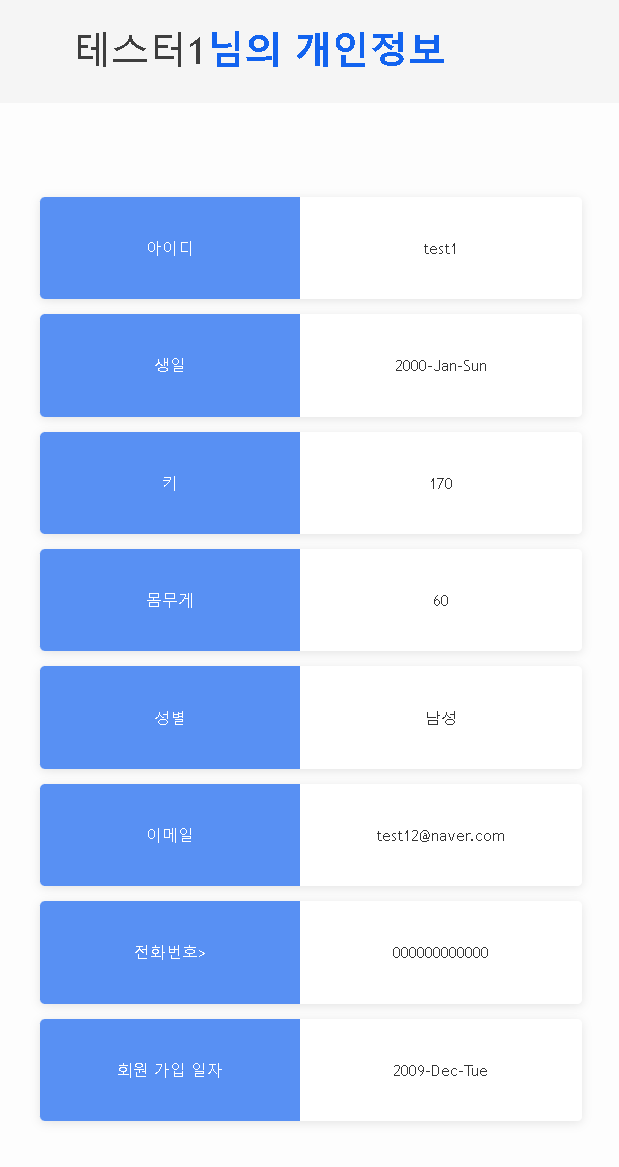 테스터1님의 개인정보
아이디 test1
생일 2000-Jan-Sun
키 170
몸무게 60
성별 남성
이메일 test12@naver.com
전화번호> 000000000000
회원 가입 일자 2009-Dec-Tue